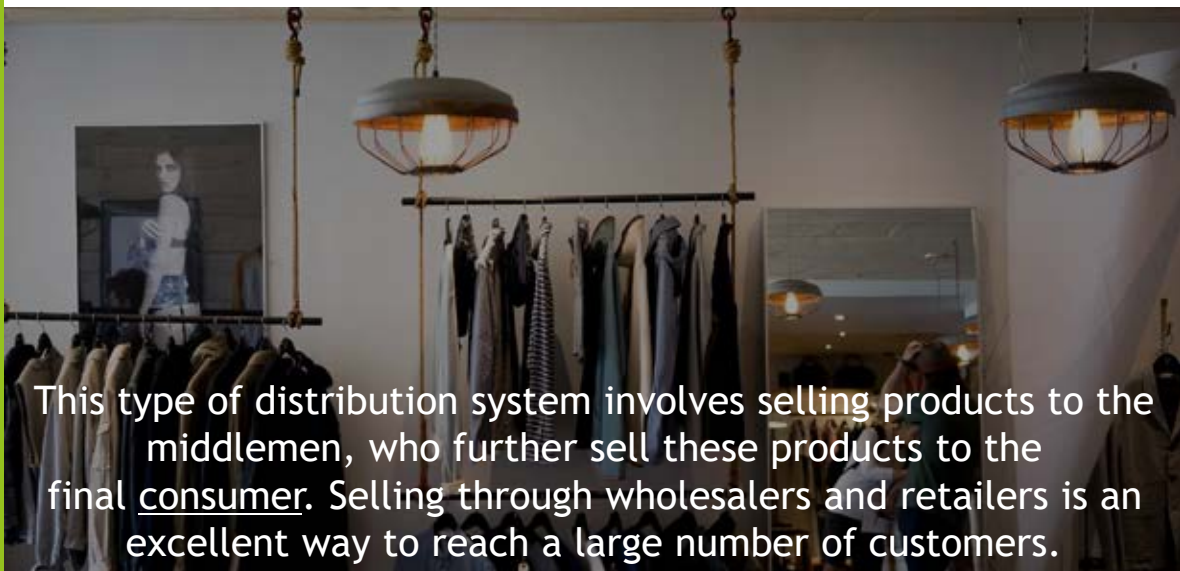 This type of distribution system involves selling products to the
middlemen, who further sell these products to the
final consumer. Selling through wholesalers and retailers is an
excellent way to reach a large number of customers.